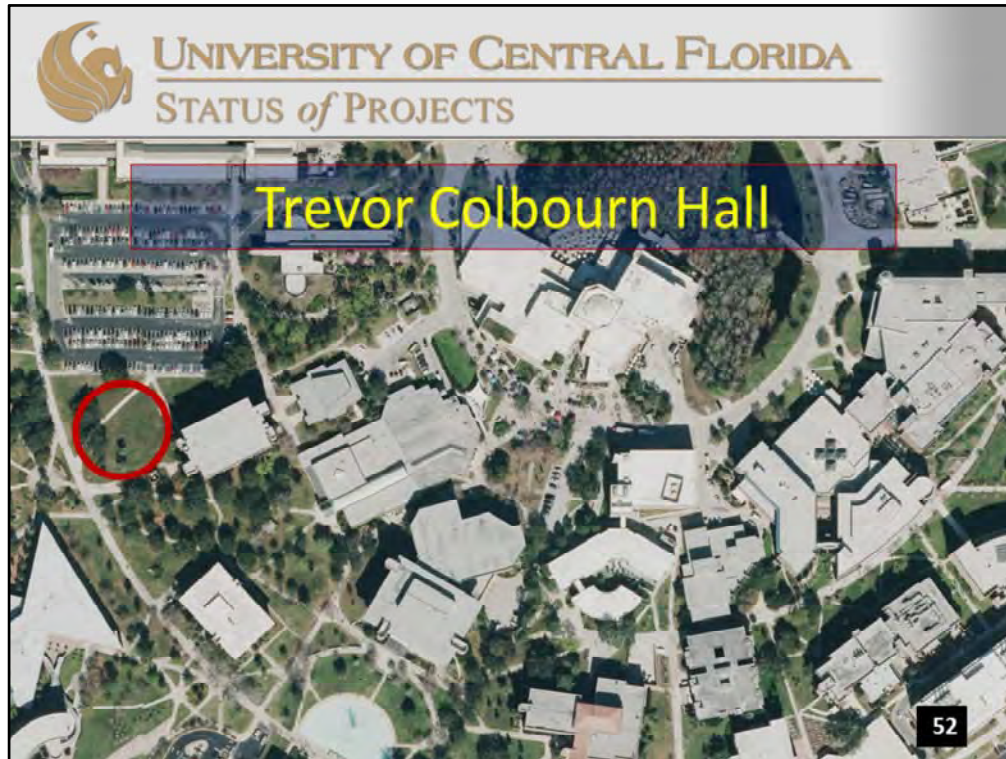 UNIVERSITY OF CENTRAL FLORIDA
STATUS of PROJECTS
Trevor Colbourn Hall
52